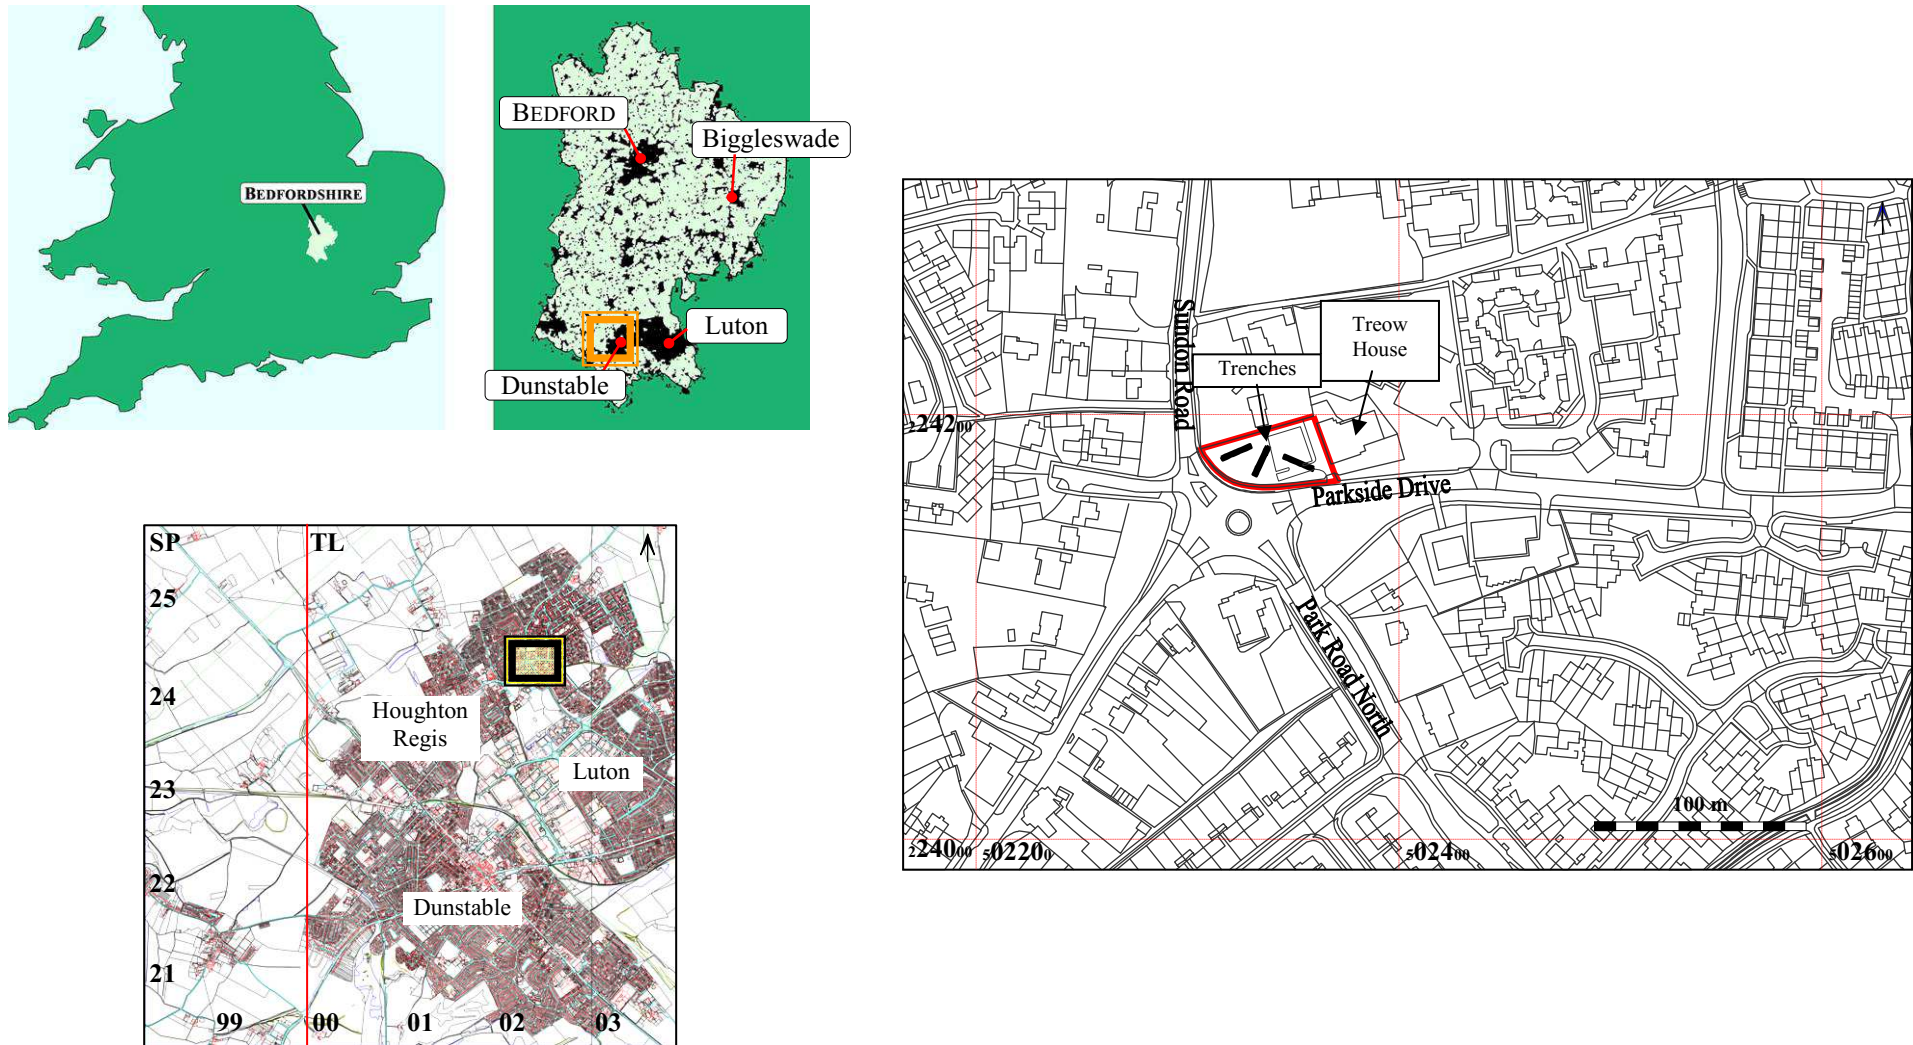 BEDFORDSHIRE
BEDFORD
Biggleswade
Luton
Dunstable
SP
TL
25
24
23
22
21
99
00
01
02
03
Houghton
Regis
Luton
Dunstable
Sundon Road
Trenches
Treow
House
Parkside Drive
Park Road North
224200
224000
502200
502400
502600
100 m